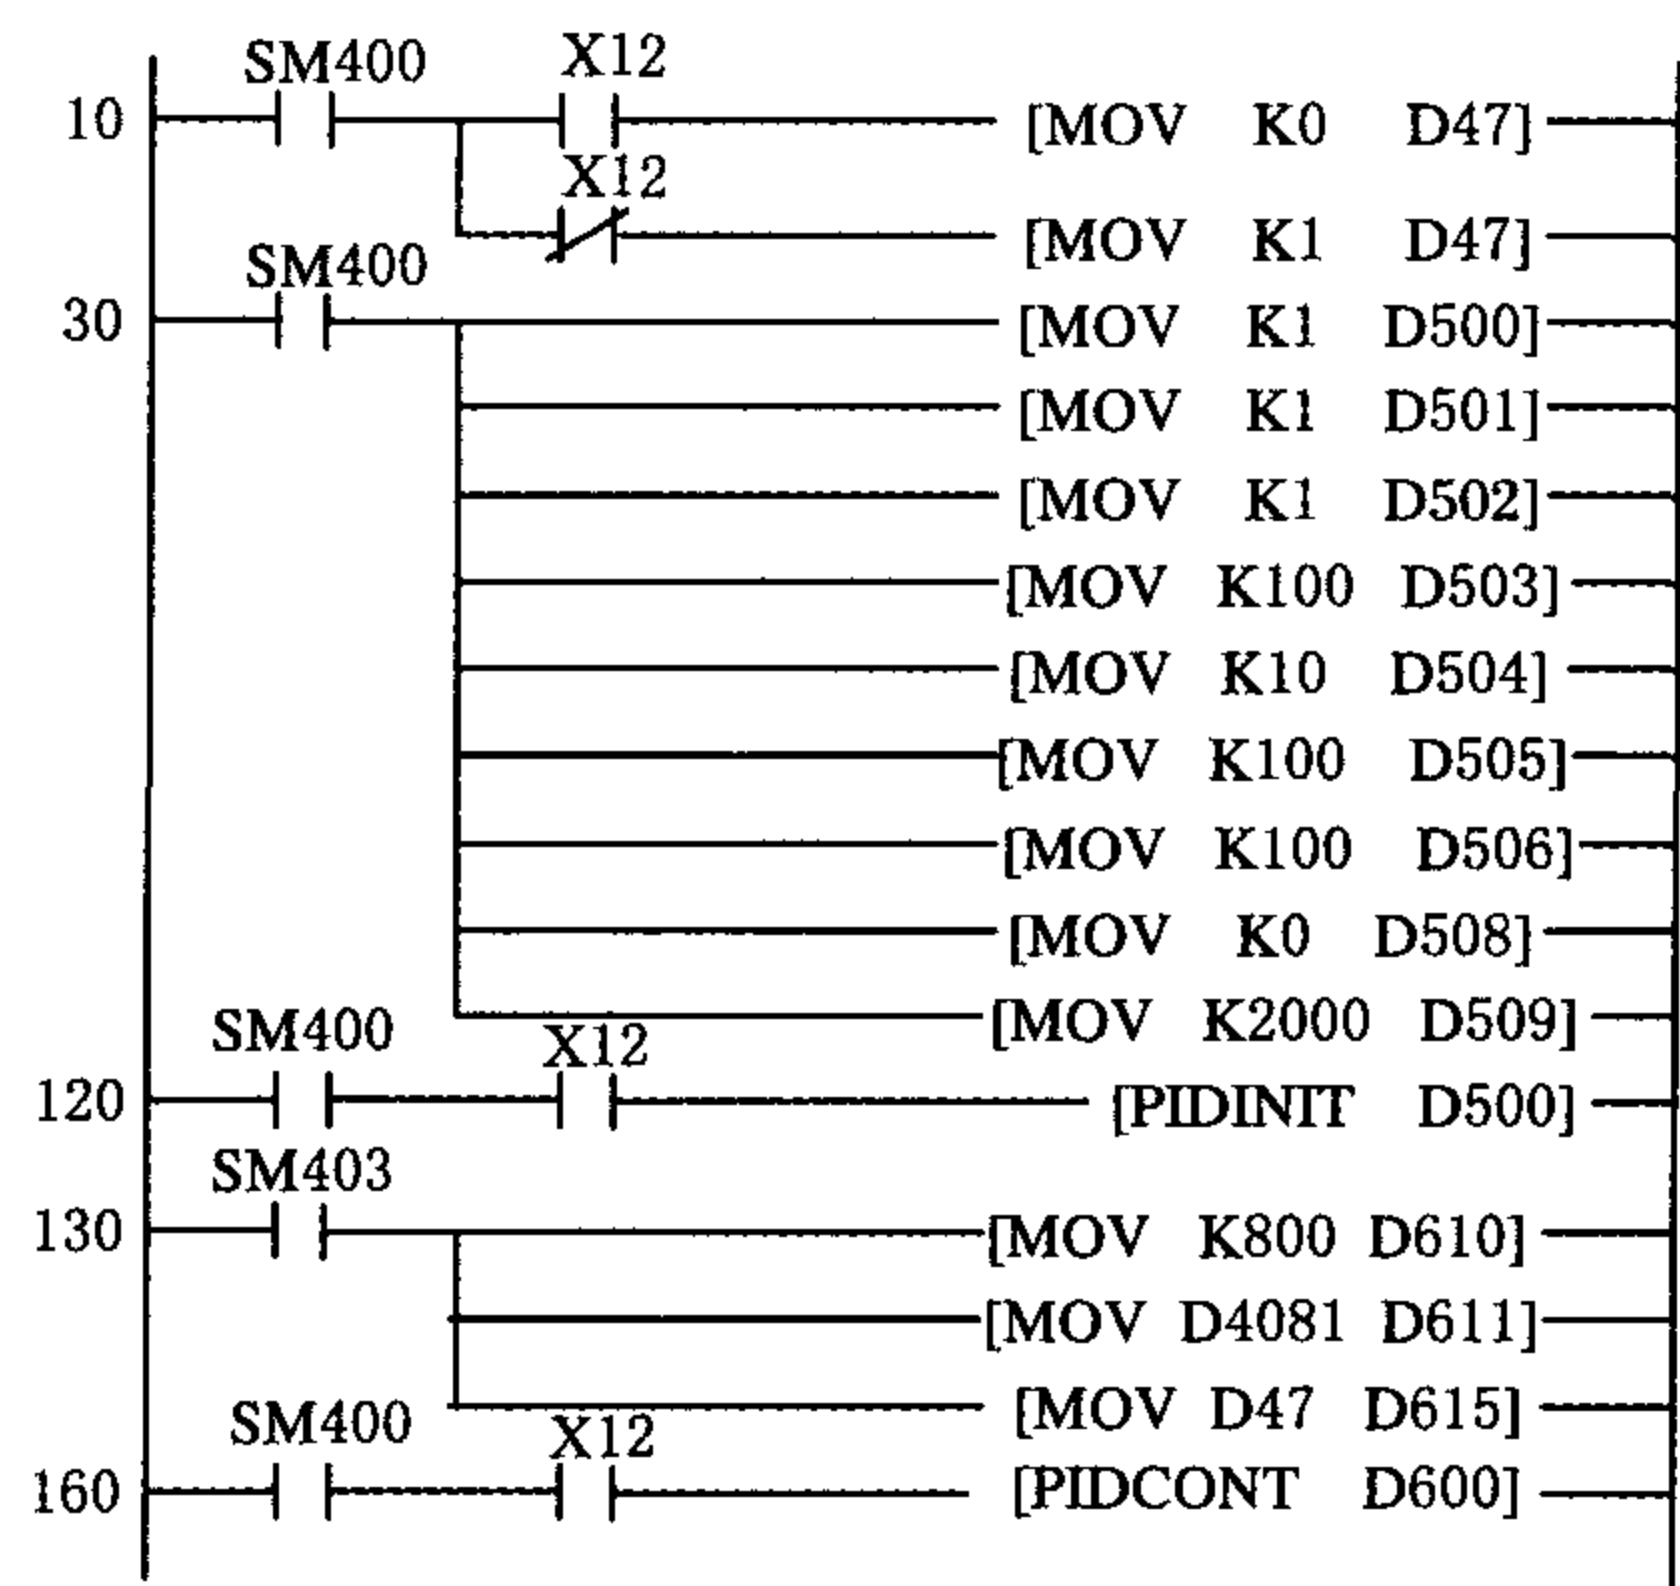 SM400 X12
10 [MOV K0 D47]
X12
[MOV K1 D47]
SM400
30 [MOV K1 D500]
[MOV K1 D501]
[MOV K1 D502]
[MOV K100 D503]
[MOV K10 D504]
[MOV K100 D505]
[MOV K100 D506]
[MOV K0 D508]
[MOV K2000 D509]
SM400 X12
120 [PIDINIT D500]
SM403
130 [MOV K800 D610]
[MOV D4081 D611]
[MOV D47 D615]
SM400 X12
160 [PIDCONT D600]